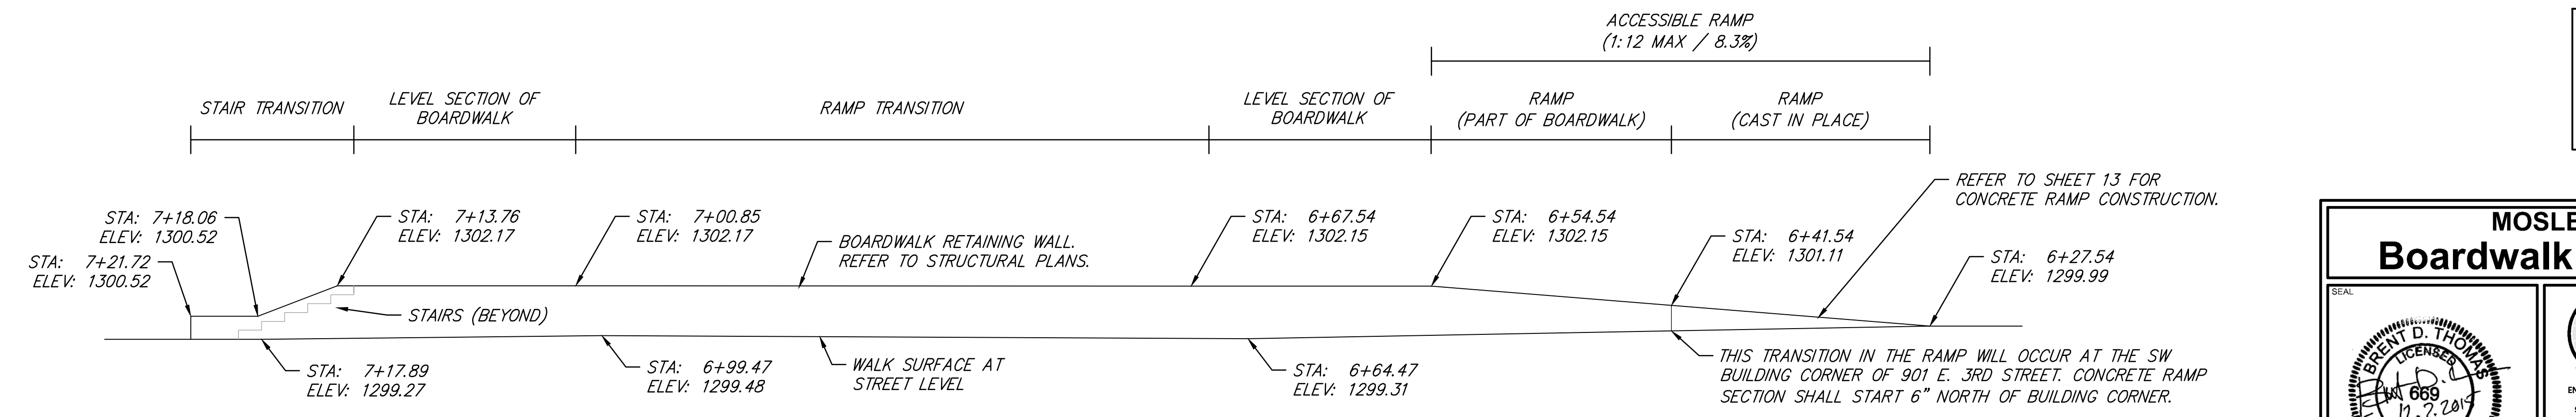 ACCESSIBLE RAMP
(1:12 MAX / 8.3%)
STAIR TRANSITION
LEVEL SECTION OF
BOARDWALK
RAMP TRANSITION
LEVEL SECTION OF
BOARDWALK
RAMP
(PART OF BOARDWALK)
RAMP
(CAST IN PLACE)
REFER TO SHEET 13 FOR
CONCRETE RAMP CONSTRUCTION.
STA: 7+18.06
ELEV: 1300.52
STA: 7+21.72
ELEV: 1300.52
STA: 7+13.76
ELEV: 1302.17
STA: 7+00.85
ELEV: 1302.17
BOARDWALK RETAINING WALL.
REFER TO STRUCTURAL PLANS.
STA: 6+67.54
ELEV: 1302.15
STA: 6+54.54
ELEV: 1302.15
STA: 6+41.54
ELEV: 1301.11
STA: 6+27.54
ELEV: 1299.99
STAIRS (BEYOND)
STA: 7+17.89
ELEV: 1299.27
STA: 6+99.47
ELEV: 1299.48
WALK SURFACE AT
STREET LEVEL
STA: 6+64.47
ELEV: 1299.31
THIS TRANSITION IN THE RAMP WILL OCCUR AT THE SW
BUILDING CORNER OF 901 E. 3RD STREET. CONCRETE RAMP
SECTION SHALL START 6" NORTH OF BUILDING CORNER.
MOSLE
Boardwalk
SEAL
BRENT D. THOMAS
LICENSED
669
12.2.2015
EN